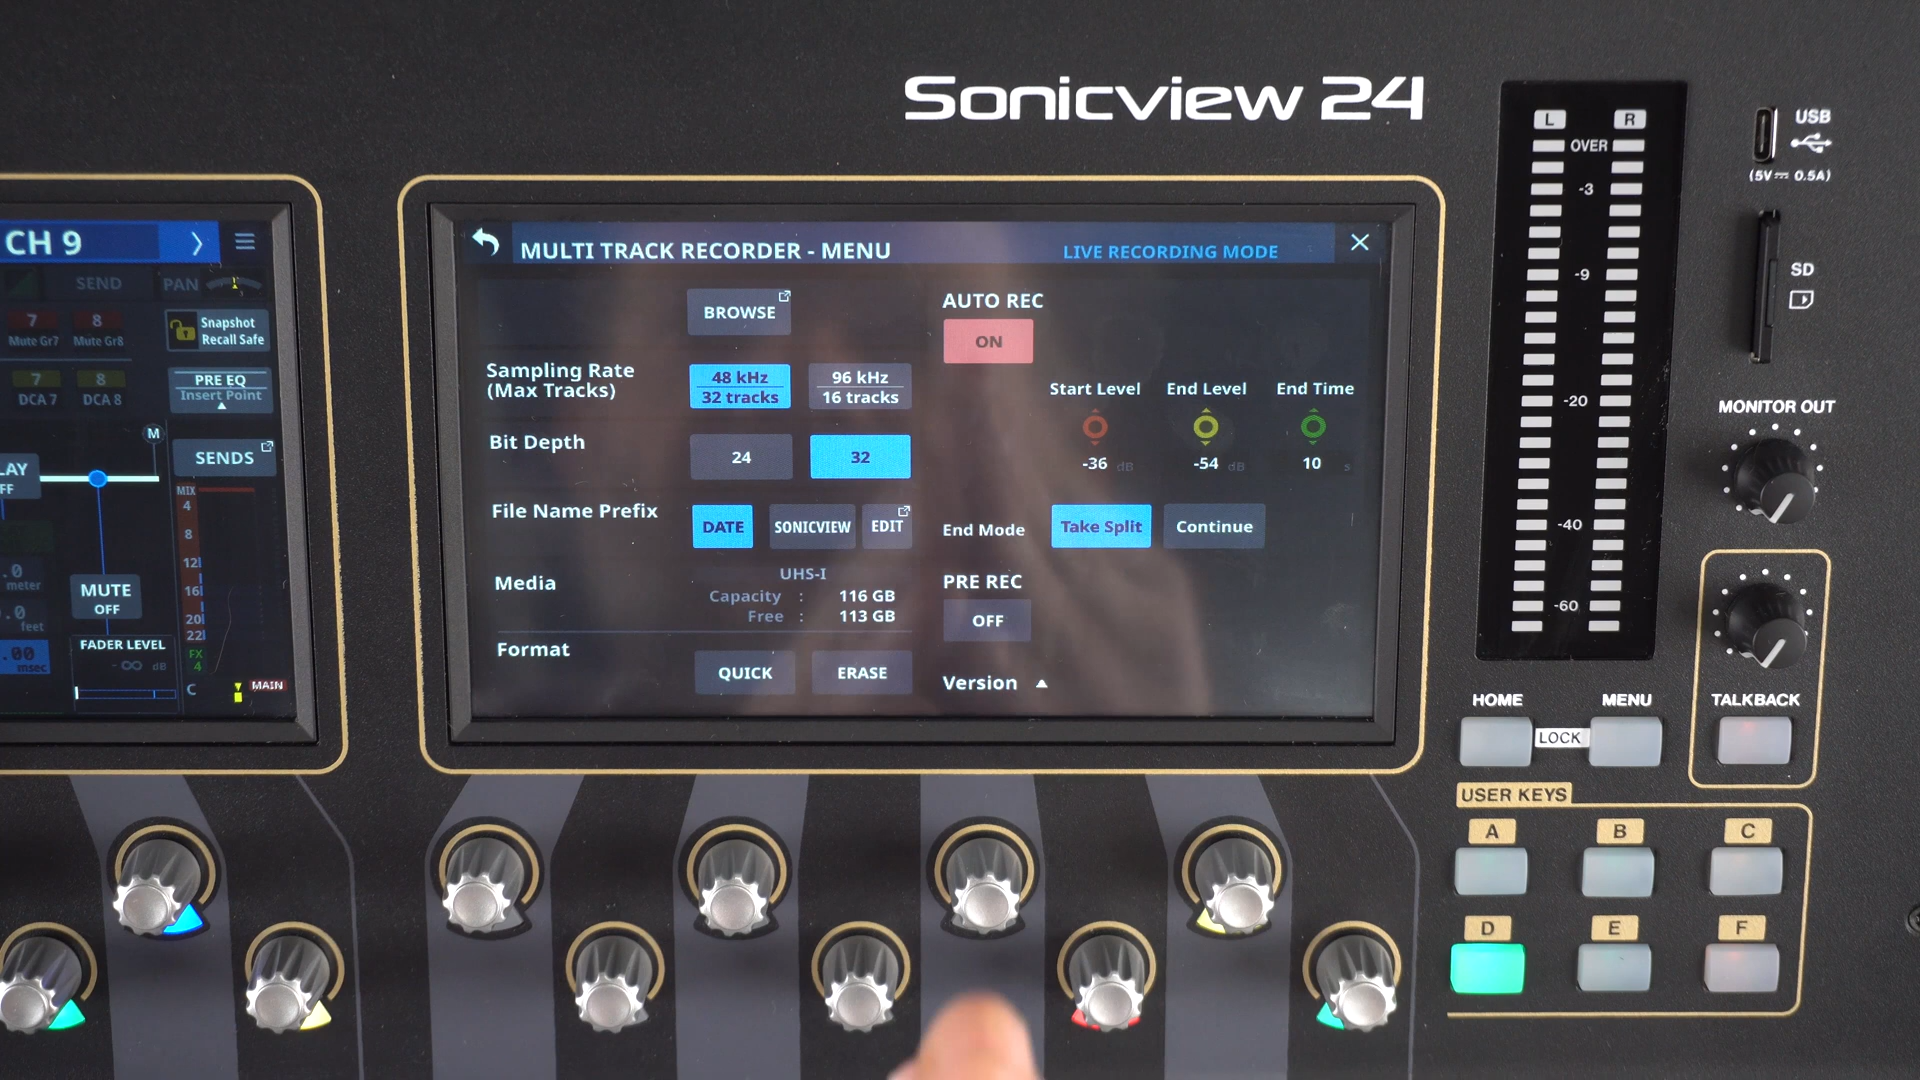 Sonicview 24
L R
OVER
-3
-9
-20
-40
-60
USB
(5V 0.5A)
SD
MONITOR OUT
TALKBACK
HOME
MENU
LOCK
USER KEYS
A B C
D E F
CH 9
SEND
PAN
7
8
Mute Gr7
Mute Gr8
Snapshot
Recall Safe
7
8
DCA 7
DCA 8
PRE EQ
Insert Point
M
LAY
FF
SENDS
MIX
4
8
12
16
20
22
FX
4
C
MAIN
.0
meter
0.0
feet
.00
msec
MUTE
OFF
FADER LEVEL
-∞ dB
MULTI TRACK RECORDER - MENU
LIVE RECORDING MODE
BROWSE
Sampling Rate
(Max Tracks)
48 kHz
32 tracks
96 kHz
16 tracks
Bit Depth
24
32
File Name Prefix
DATE
SONICVIEW
EDIT
Media
UHS-I
Capacity : 116 GB
Free : 113 GB
Format
QUICK
ERASE
AUTO REC
ON
Start Level
End Level
End Time
-36 dB
-54 dB
10 s
End Mode
Take Split
Continue
PRE REC
OFF
Version